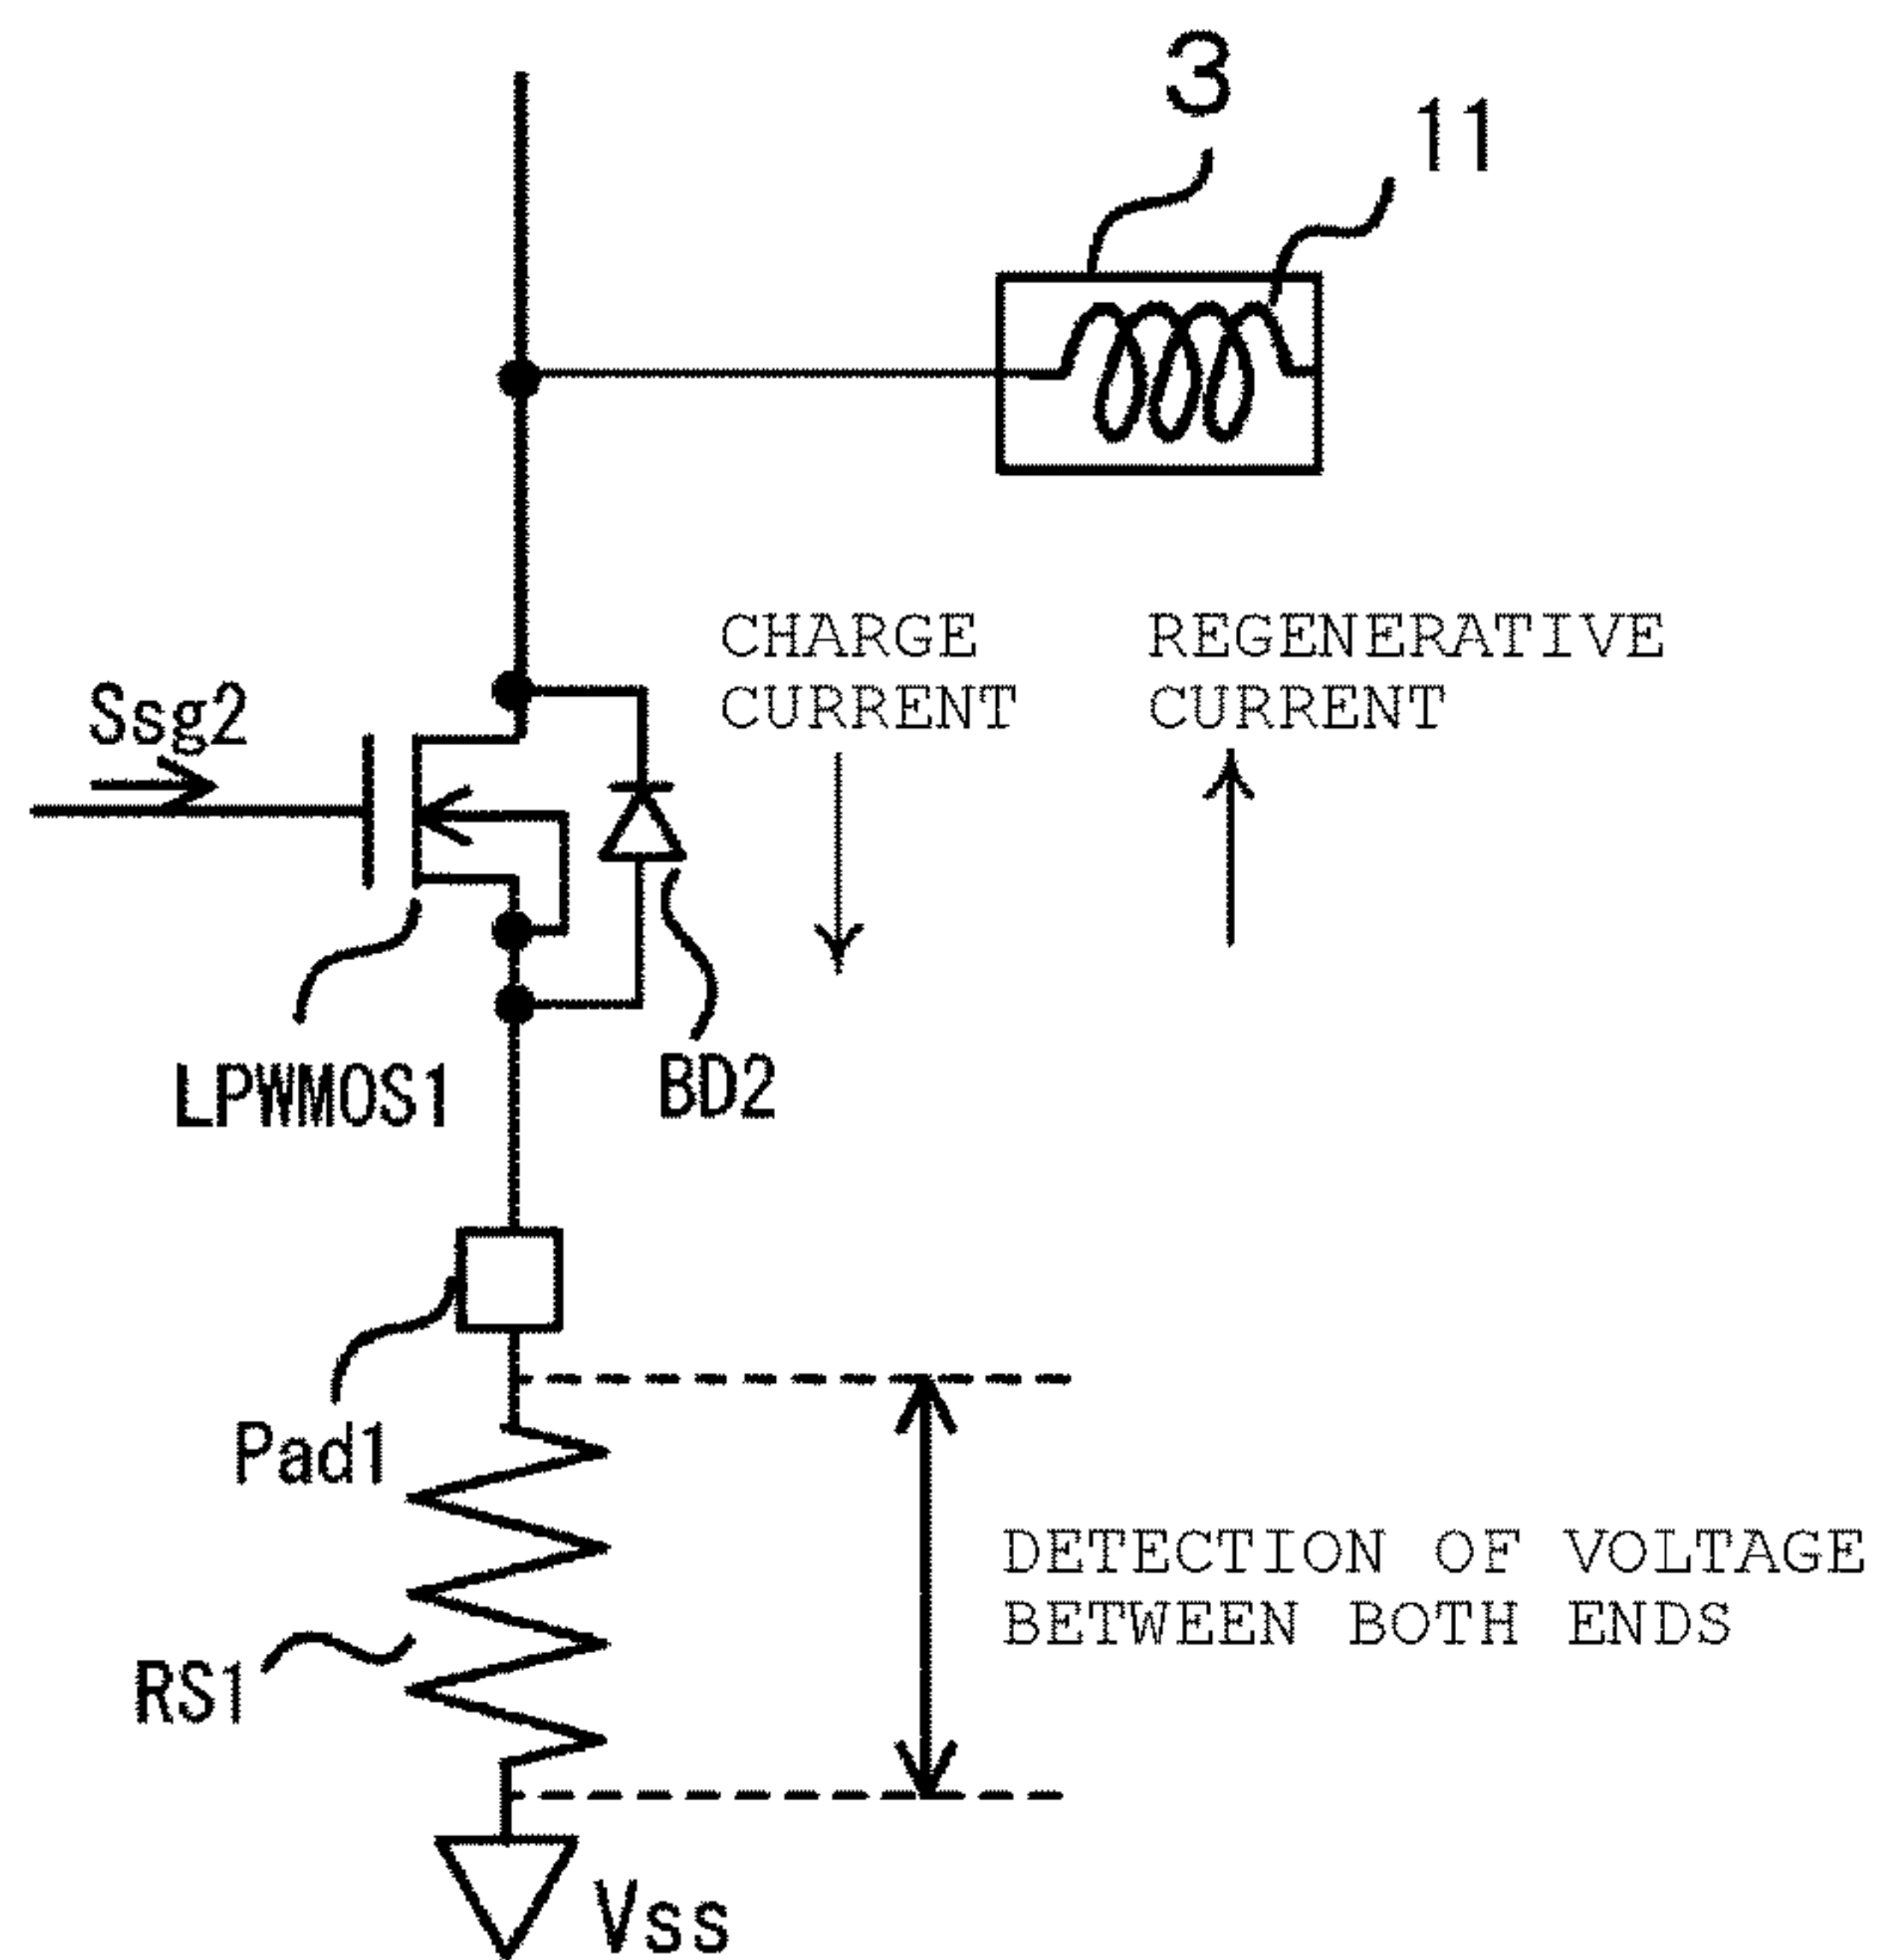 3
11
CHARGE
CURRENT
REGENERATIVE
CURRENT
Ssg2
LPWMOS1
BD2
Pad1
DETECTION OF VOLTAGE
BETWEEN BOTH ENDS
RS1
Vss